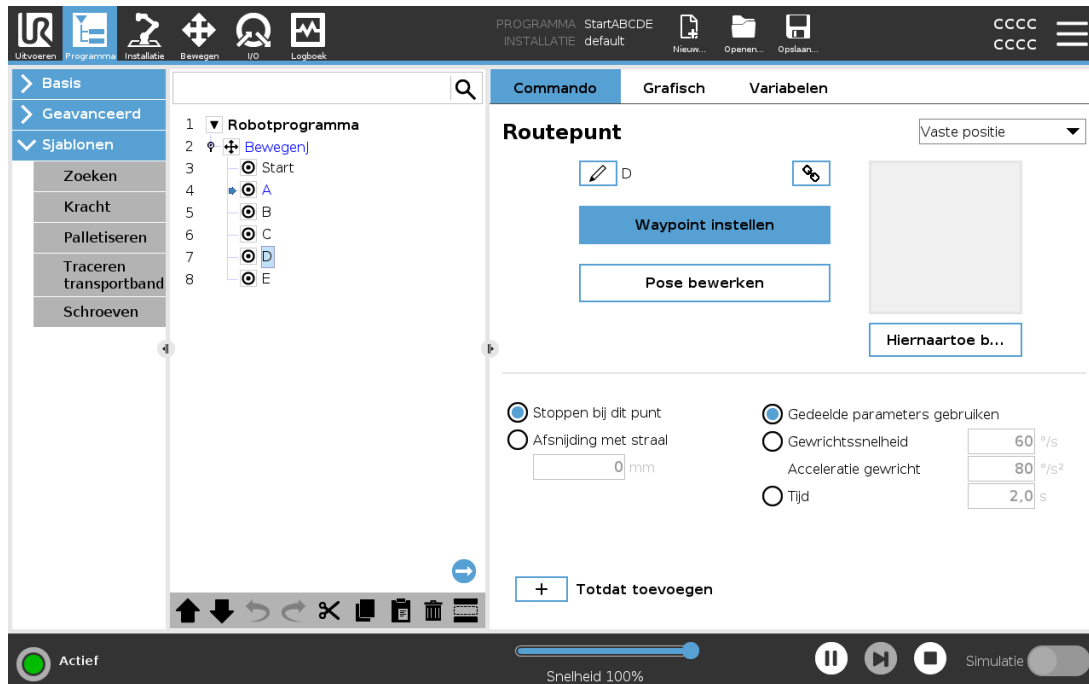 UR
Uitvoeren Programma Installatie Bewegen I/O Logboek
PROGRAMMA StartABCDE
INSTALLATIE default
Nieuw... Openen... Opslaan...
CCCC
CCCC
Basis
Geavanceerd
Sjablonen
Zoeken
Kracht
Palletiseren
Traceren
transportband
Schroeven
1 Robotprogramma
2 BewegenJ
3 Start
4 A
5 B
6 C
7 D
8 E
Commando Grafisch Variabelen
Routepunt
Vaste positie
D
Waypoint instellen
Pose bewerken
Hiernaartoe b...
Stoppen bij dit punt
Afsnijding met straal
0 mm
Gedeelde parameters gebruiken
Gewrichtssnelheid 60 °/s
Acceleratie gewricht 80 °/s²
Tijd 2,0 s
+ Totdat toevoegen
Actief
Snelheid 100%
Simulatie